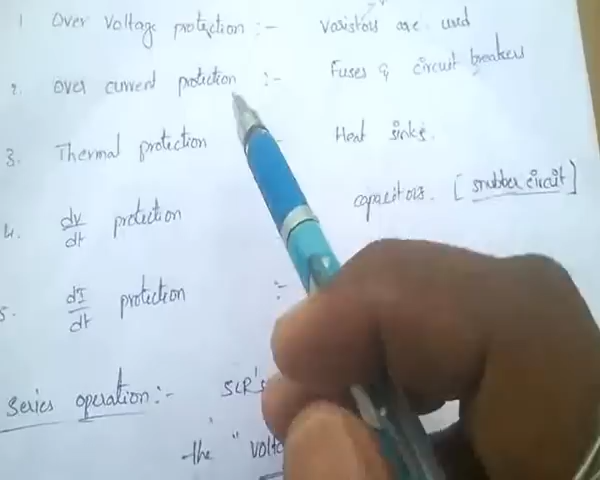 1 Over Voltage protection :- Varistors are used
2. Over current protection :- Fuses & circuit breakers
3. Thermal protection - Heat sinks.
4. dv/dt protection capacitors. [snubber circuit]
5. dI/dt protection :-
Series operation :- SCR's
the "Volta